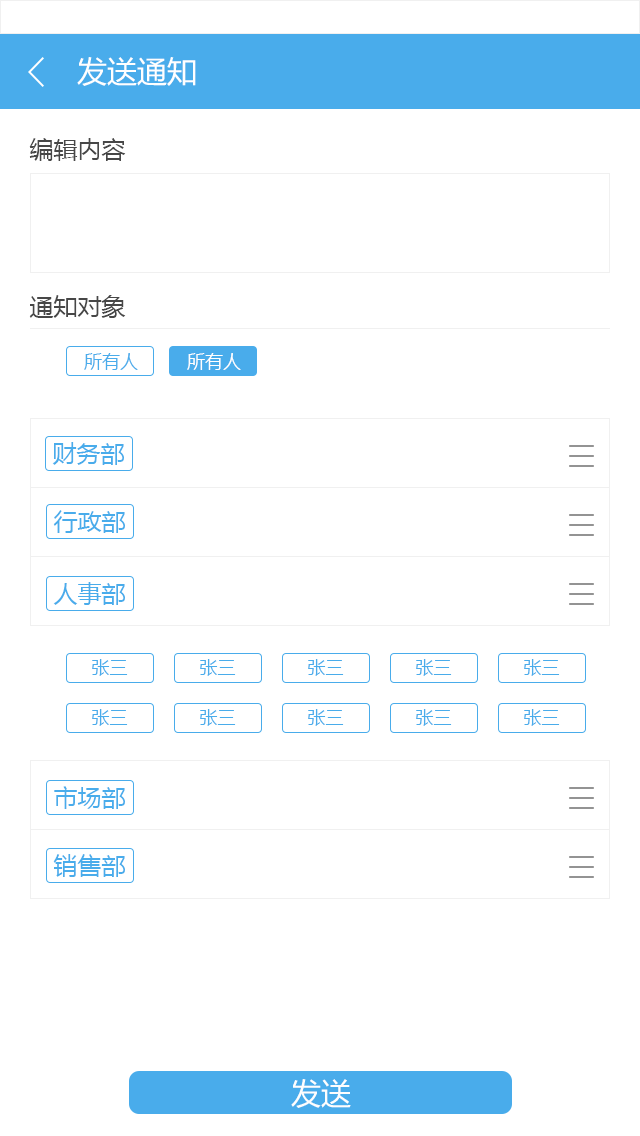 发送通知
编辑内容
通知对象
所有人 所有人
财务部
行政部
人事部
张三 张三 张三 张三 张三
张三 张三 张三 张三 张三
市场部
销售部
发送